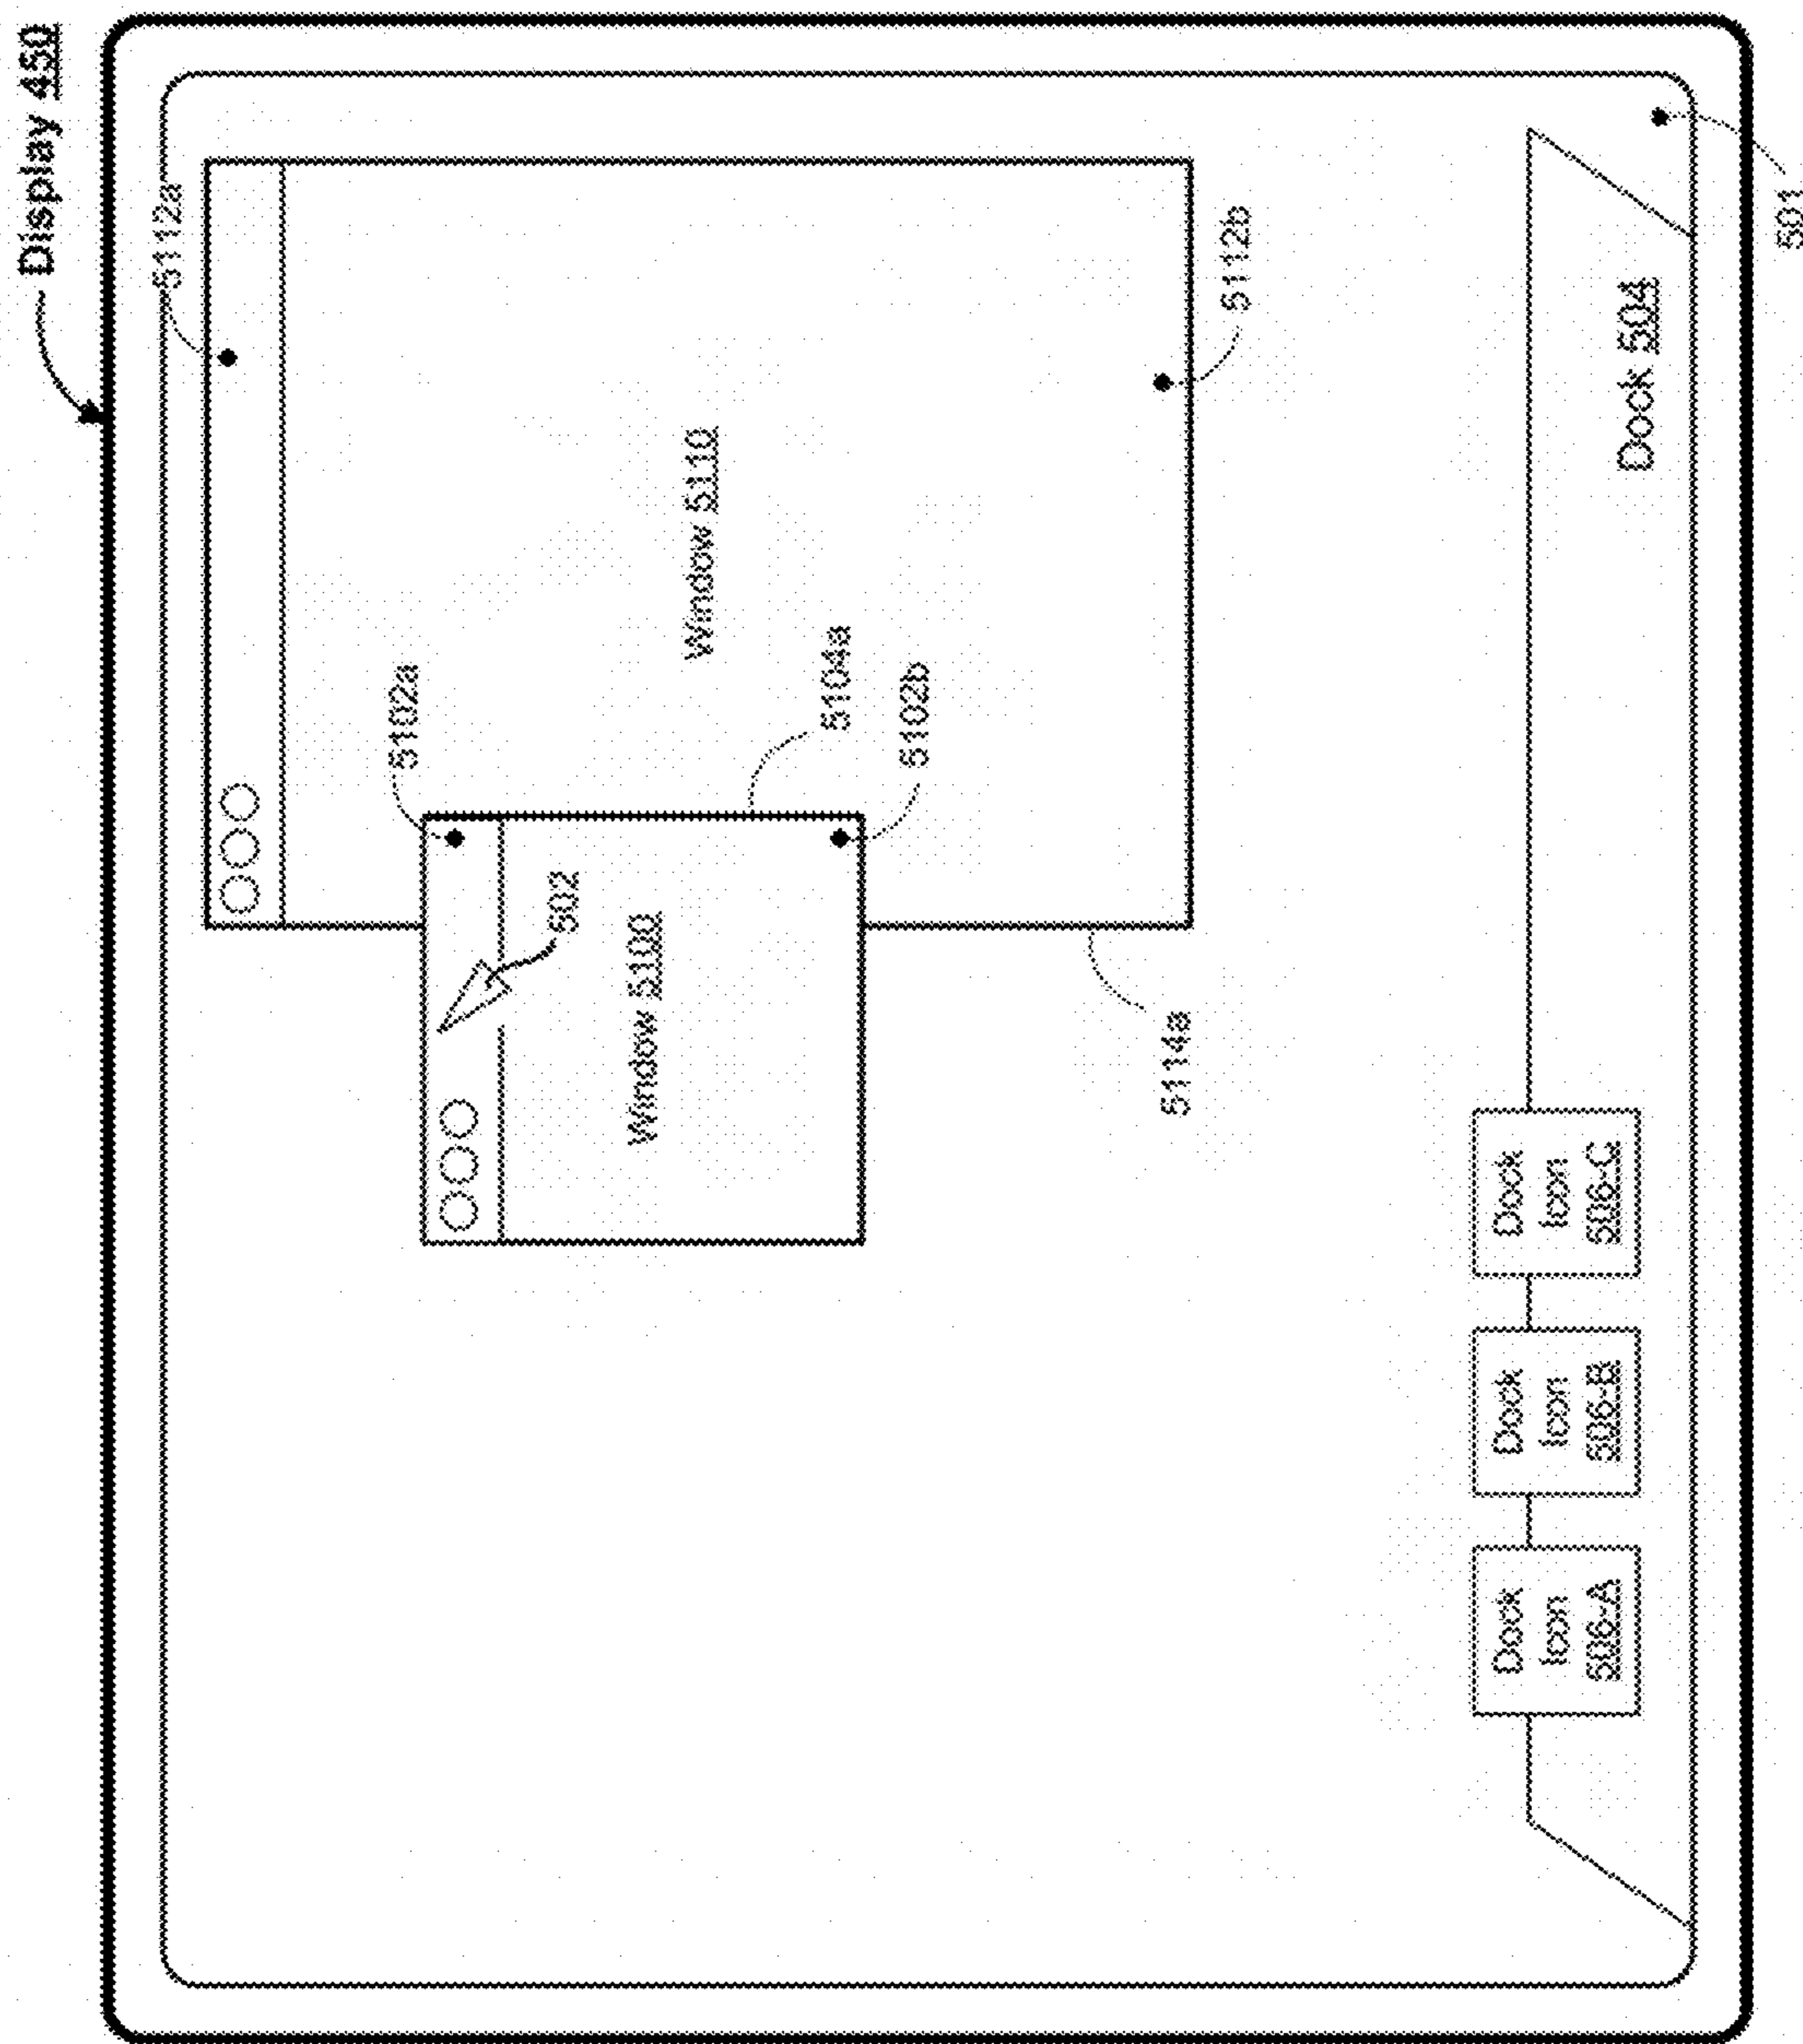 Display 450
5112a
5102a
Window 5110
502
Window 5100
5104a
5102b
5112b
5114a
Dock
Icon
506-A
Dock
Icon
506-B
Dock
Icon
506-C
Dock 504
501